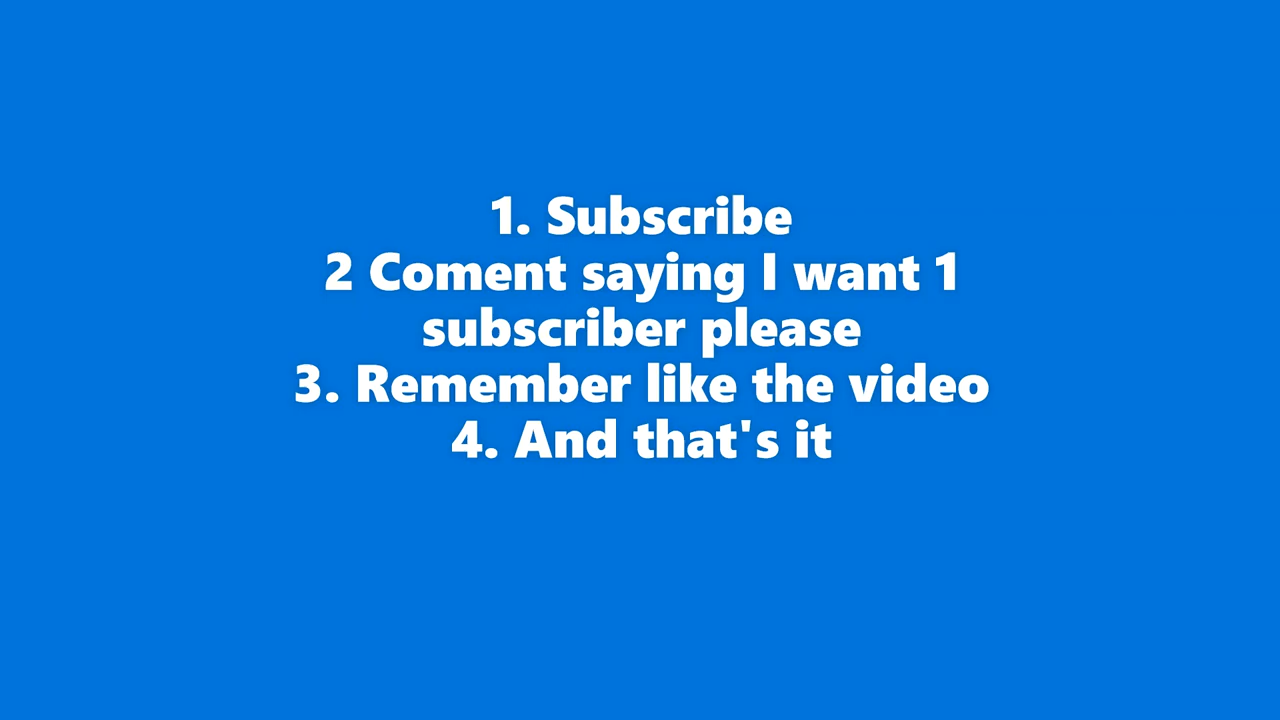 1. Subscribe
2 Coment saying I want 1
subscriber please
3. Remember like the video
4. And that's it